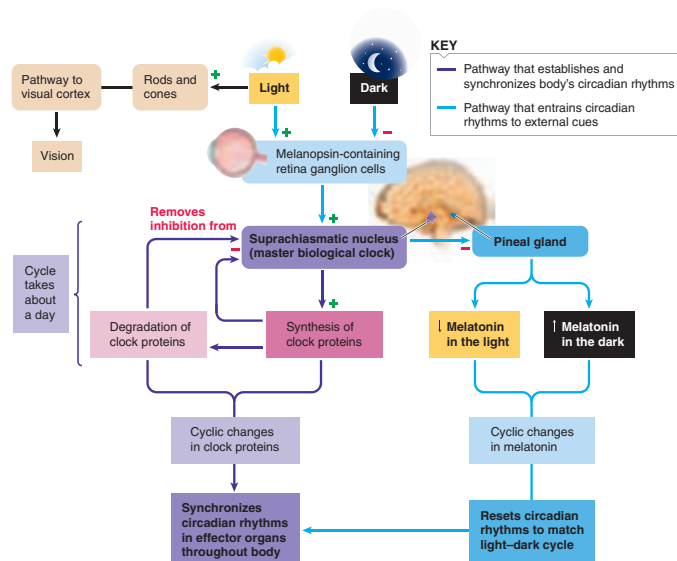 KEY
Pathway that establishes and
synchronizes body's circadian rhythms
Pathway that entrains circadian
rhythms to external cues
Pathway to
visual cortex
Rods and
cones
+
Light
Dark
Vision
+
−
Melanopsin-containing
retina ganglion cells
+
Removes
inhibition from
−
Suprachiasmatic nucleus
(master biological clock)
−
Pineal gland
Cycle
takes
about
a day
+
Degradation of
clock proteins
Synthesis of
clock proteins
↓ Melatonin
in the light
↑ Melatonin
in the dark
Cyclic changes
in clock proteins
Cyclic changes
in melatonin
Synchronizes
circadian rhythms
in effector organs
throughout body
Resets circadian
rhythms to match
light–dark cycle